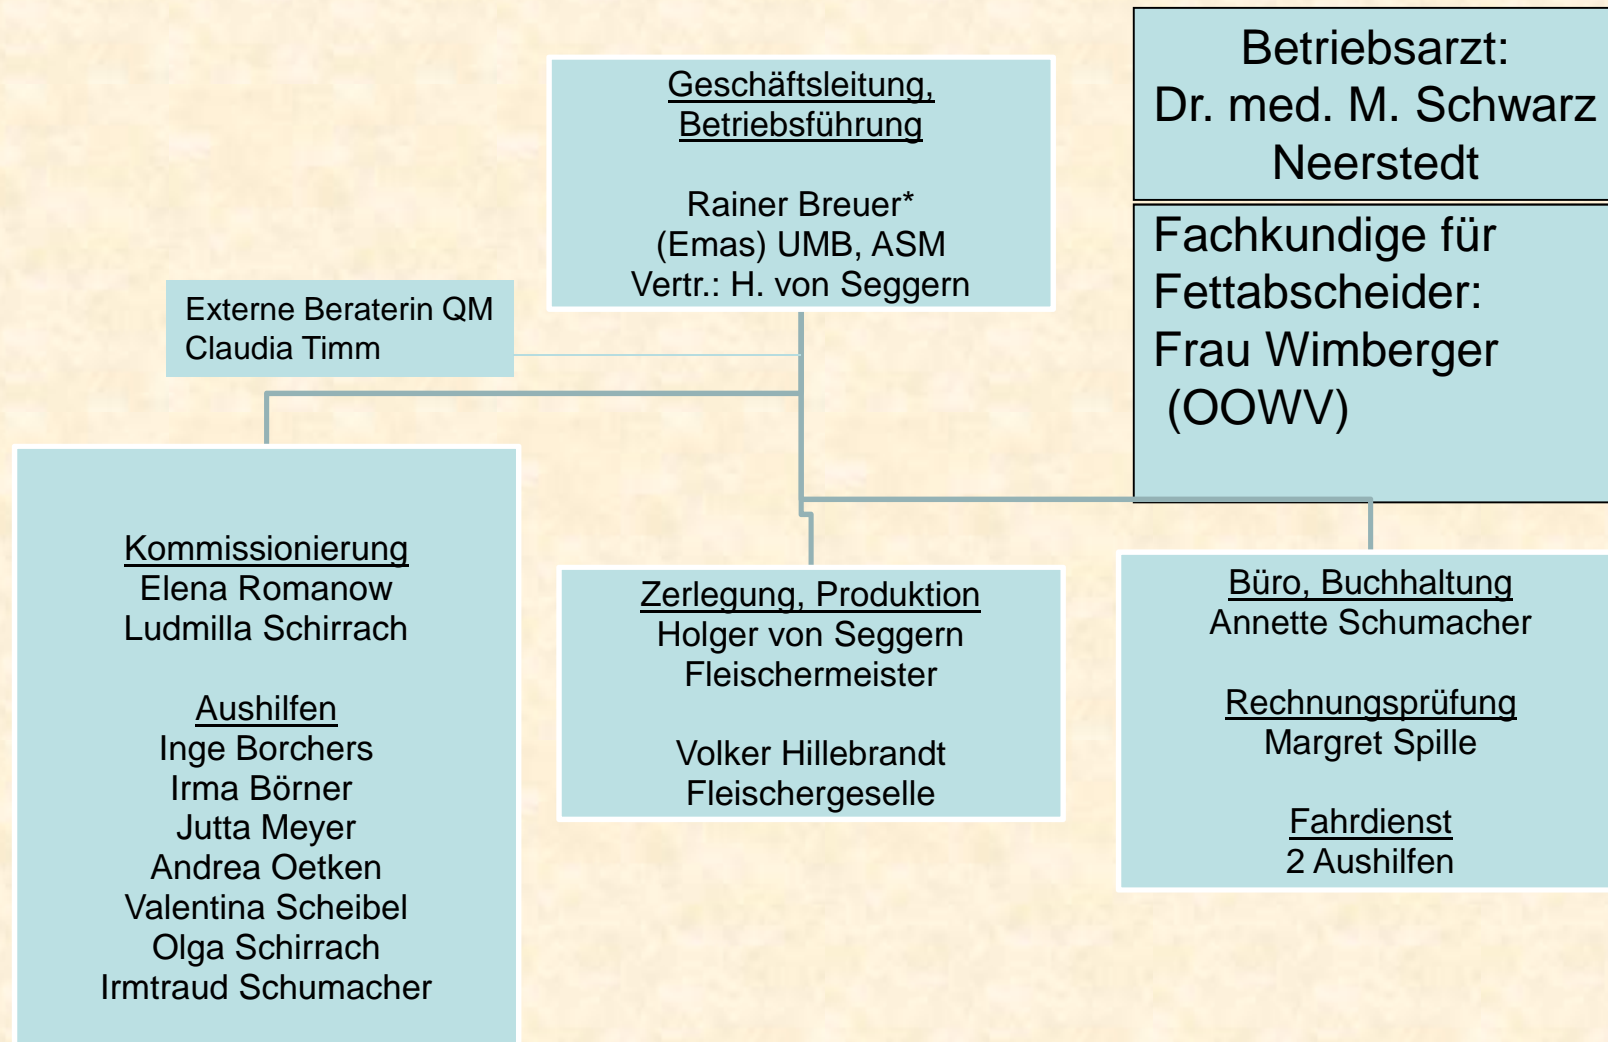 Geschäftsleitung,
Betriebsführung
Rainer Breuer*
(Emas) UMB, ASM
Vertr.: H. von Seggern
Betriebsarzt:
Dr. med. M. Schwarz
Neerstedt
Fachkundige für
Fettabscheider:
Frau Wimberger
(OOWV)
Externe Beraterin QM
Claudia Timm
Kommissionierung
Elena Romanow
Ludmilla Schirrach
Aushilfen
Inge Borchers
Irma Börner
Jutta Meyer
Andrea Oetken
Valentina Scheibel
Olga Schirrach
Irmtraud Schumacher
Zerlegung, Produktion
Holger von Seggern
Fleischermeister
Volker Hillebrandt
Fleischergeselle
Büro, Buchhaltung
Annette Schumacher
Rechnungsprüfung
Margret Spille
Fahrdienst
2 Aushilfen